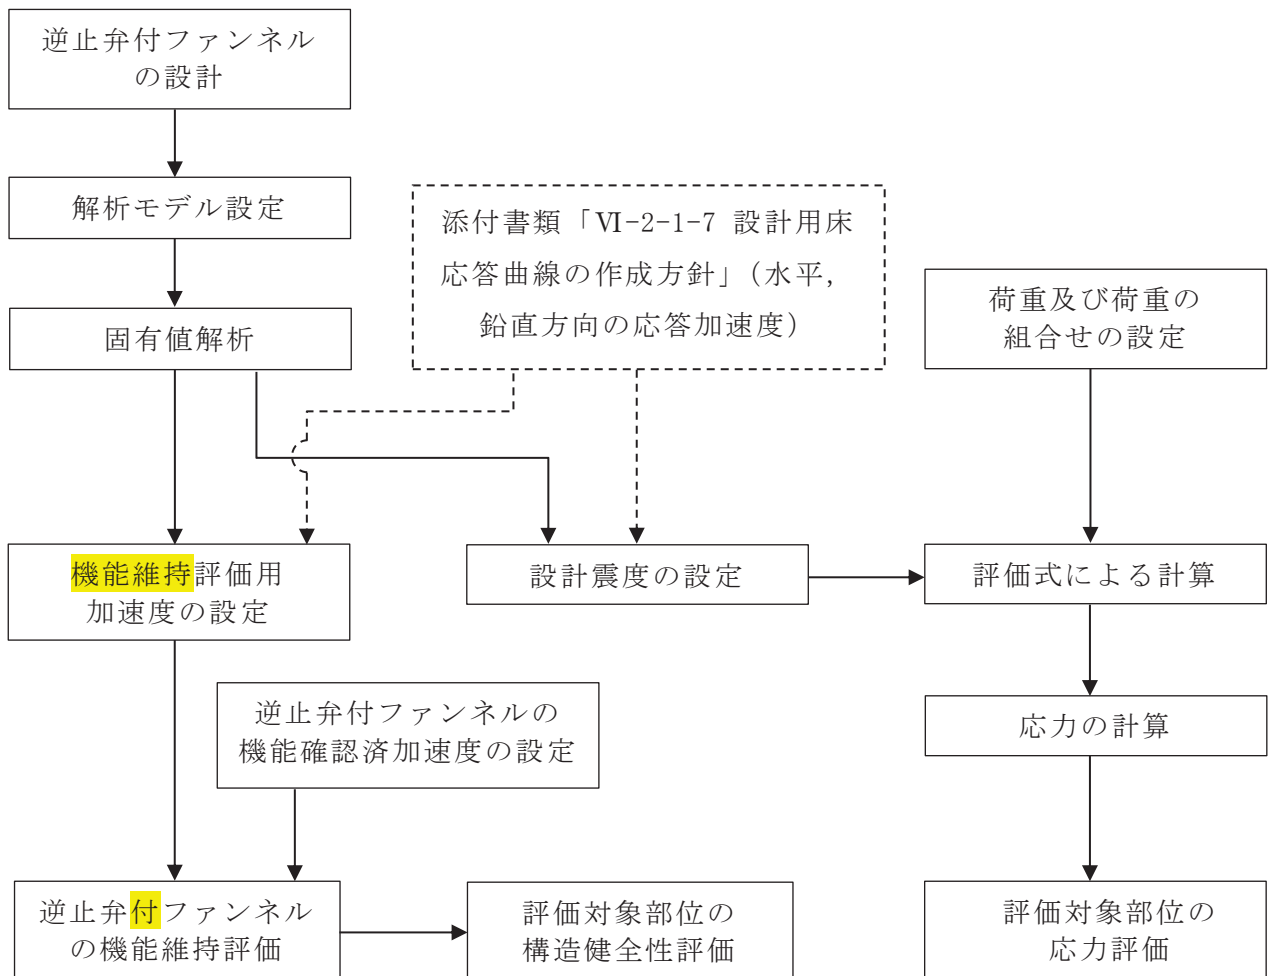 逆止弁付ファンネル
の設計
解析モデル設定
固有値解析
添付書類「Ⅵ-2-1-7 設計用床
応答曲線の作成方針」（水平，
鉛直方向の応答加速度）
荷重及び荷重の
組合せの設定
機能維持評価用
加速度の設定
設計震度の設定
評価式による計算
逆止弁付ファンネルの
機能確認済加速度の設定
応力の計算
逆止弁付ファンネル
の機能維持評価
評価対象部位の
構造健全性評価
評価対象部位の
応力評価